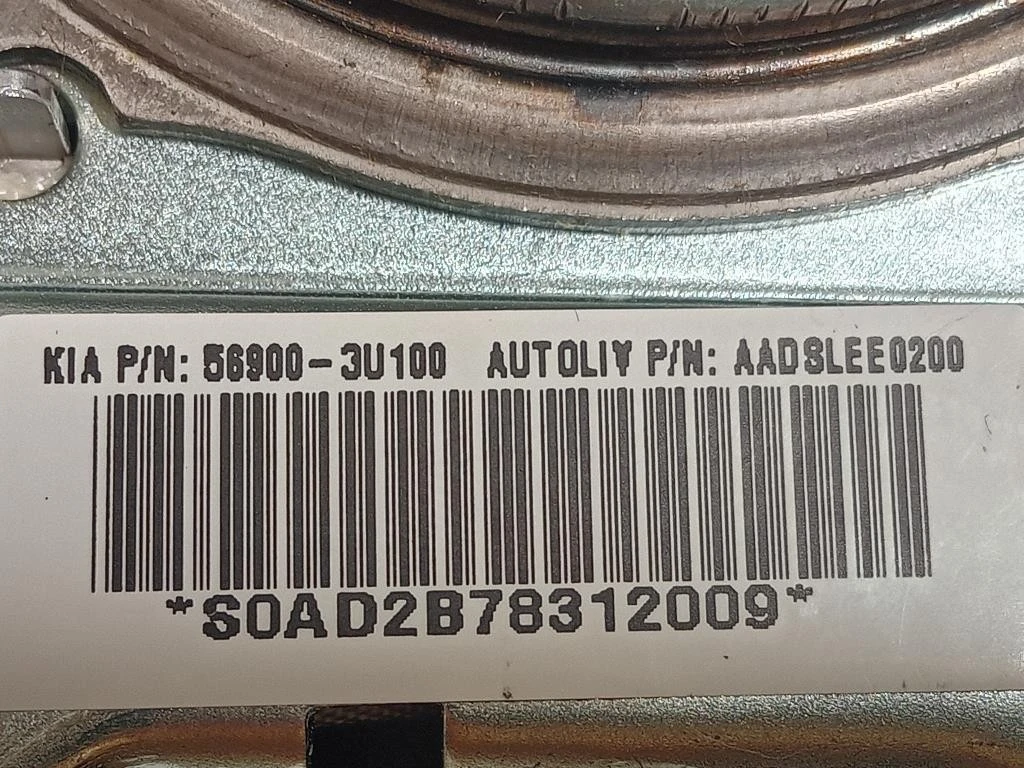 KIA P/N: 56900-3U100 AUTOLIV P/N: AADSLEE0200
*S0AD2B78312009*